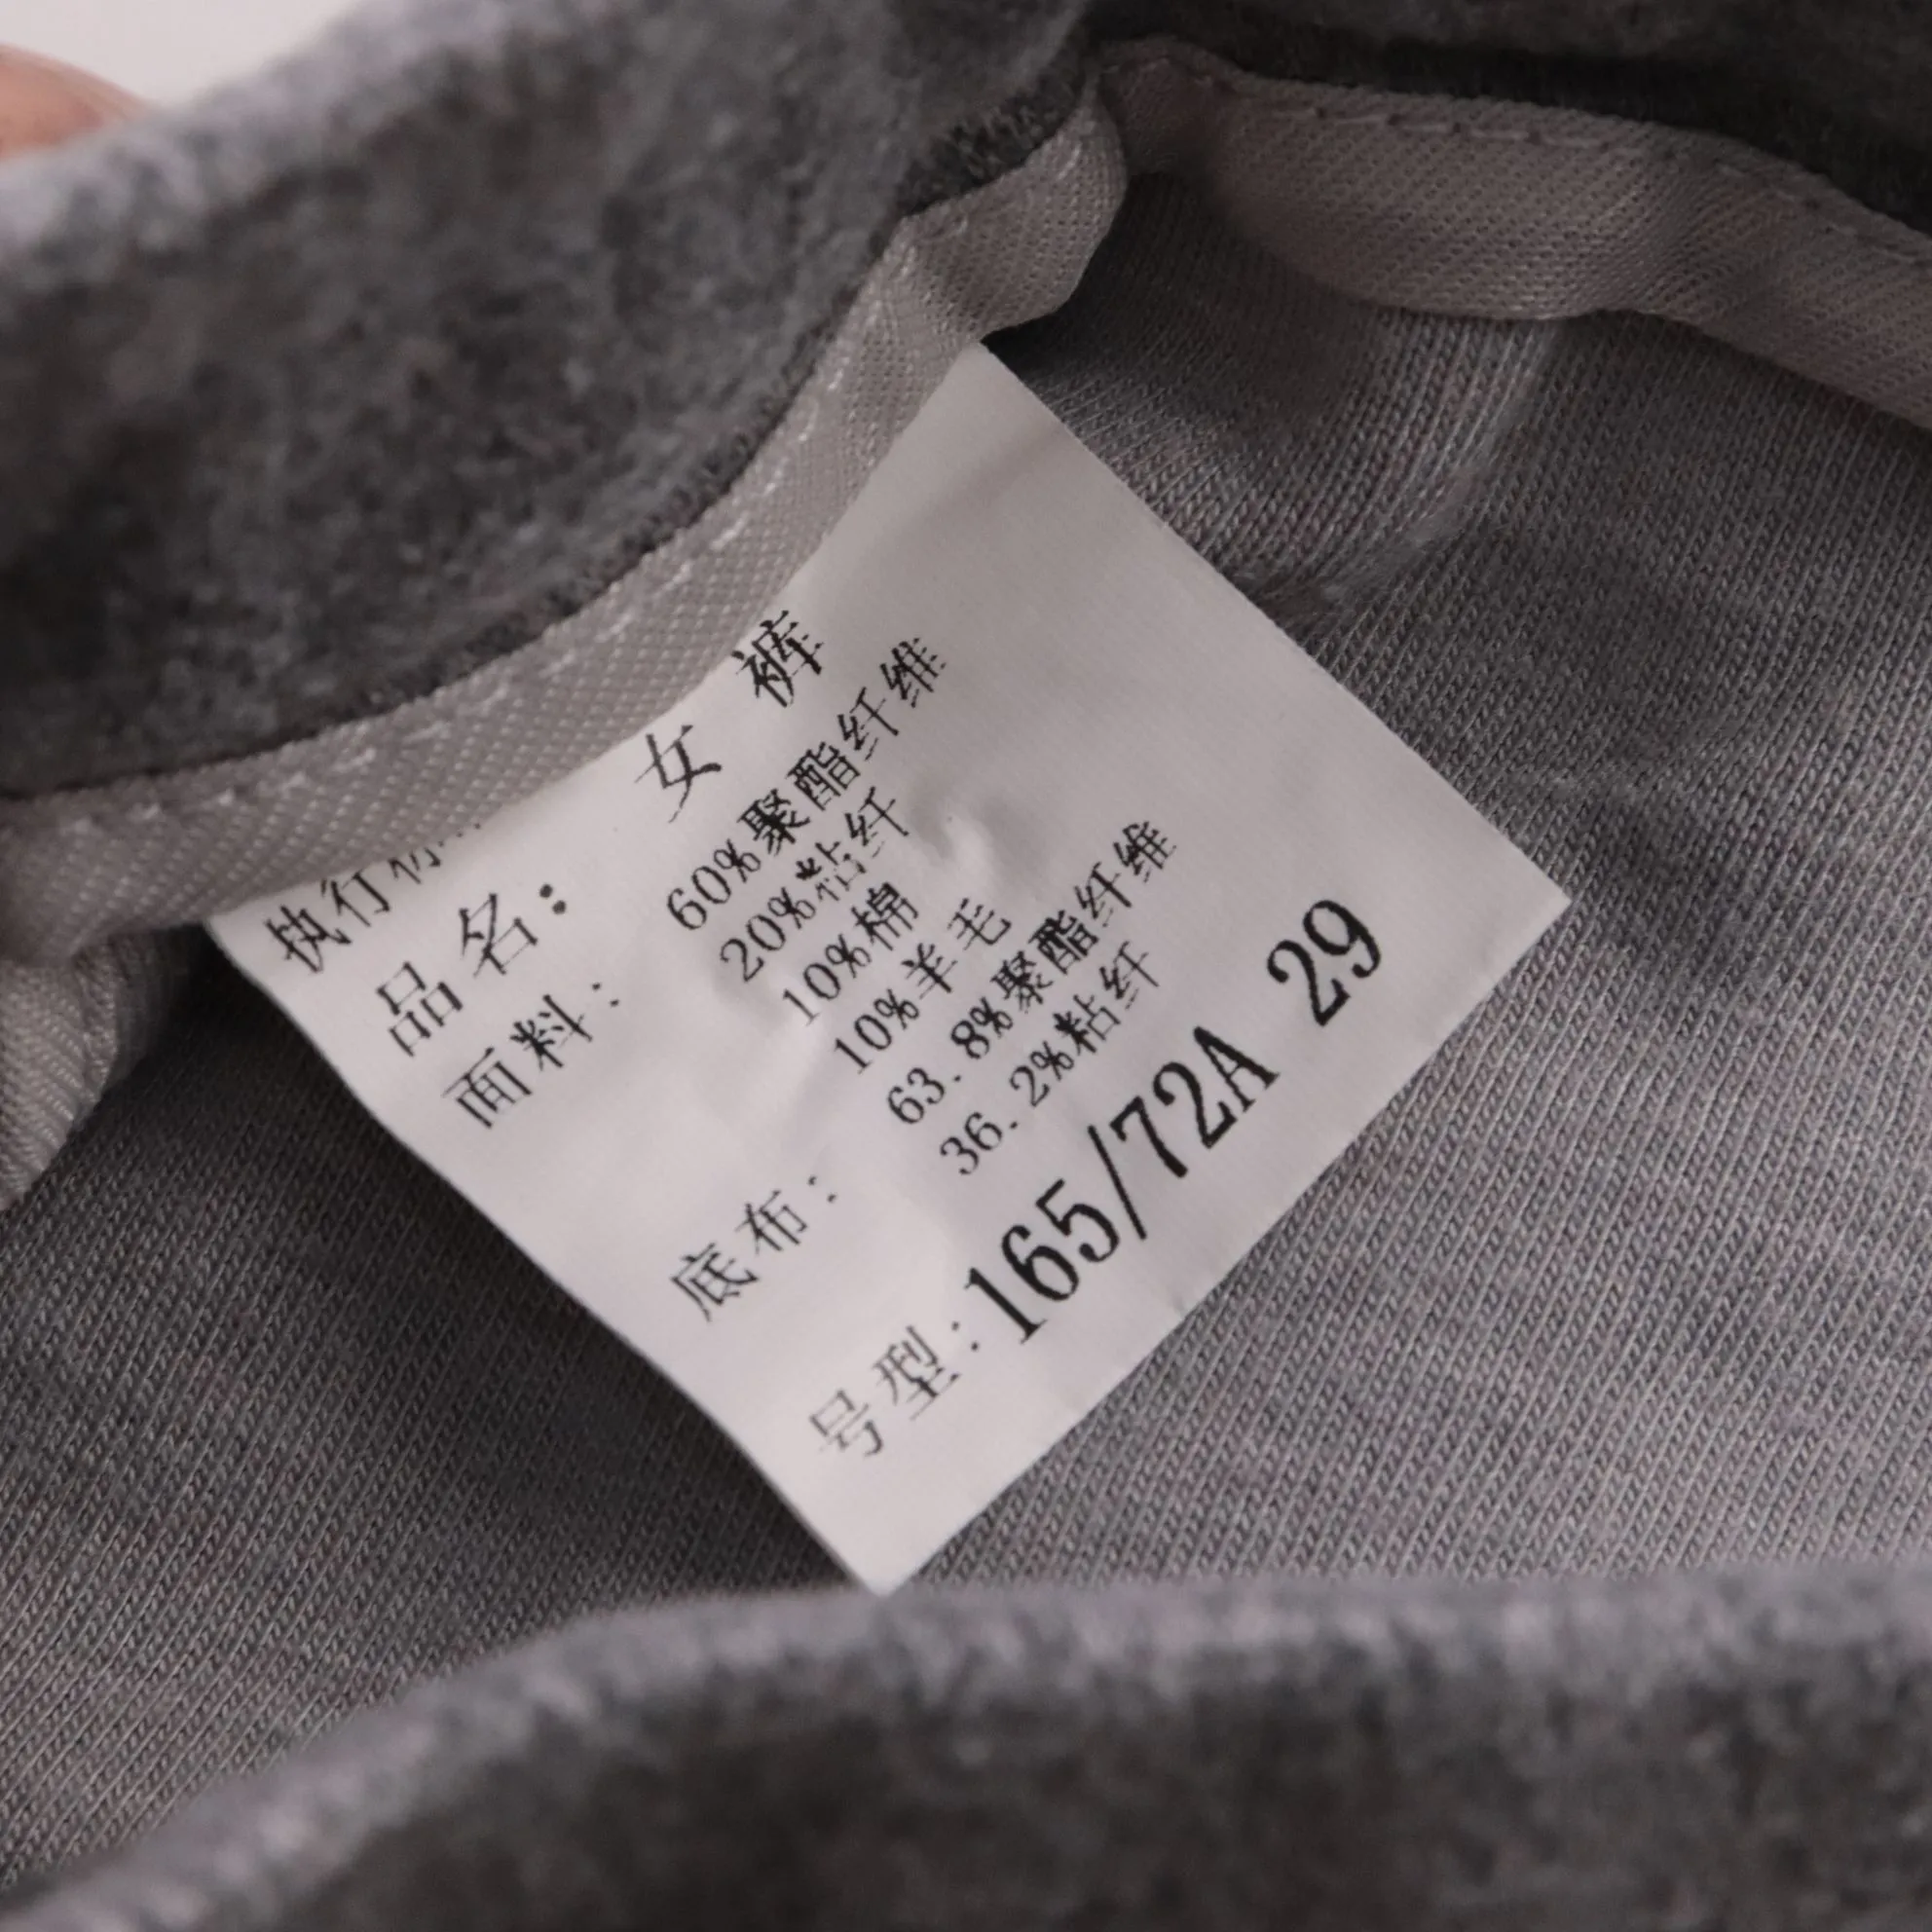 执行标
品名： 女裤
面料： 60%聚酯纤维
20%粘纤
10%棉
10%羊毛
底布： 63.8%聚酯纤维
36.2%粘纤
号型：165/72A 29